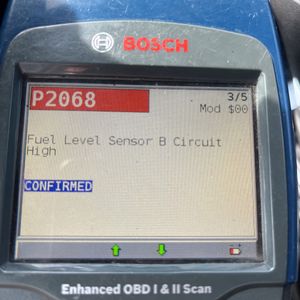 BOSCH
P2068
3/5
Mod $00
Fuel Level Sensor B Circuit
High
CONFIRMED
Enhanced OBD I & II Scan